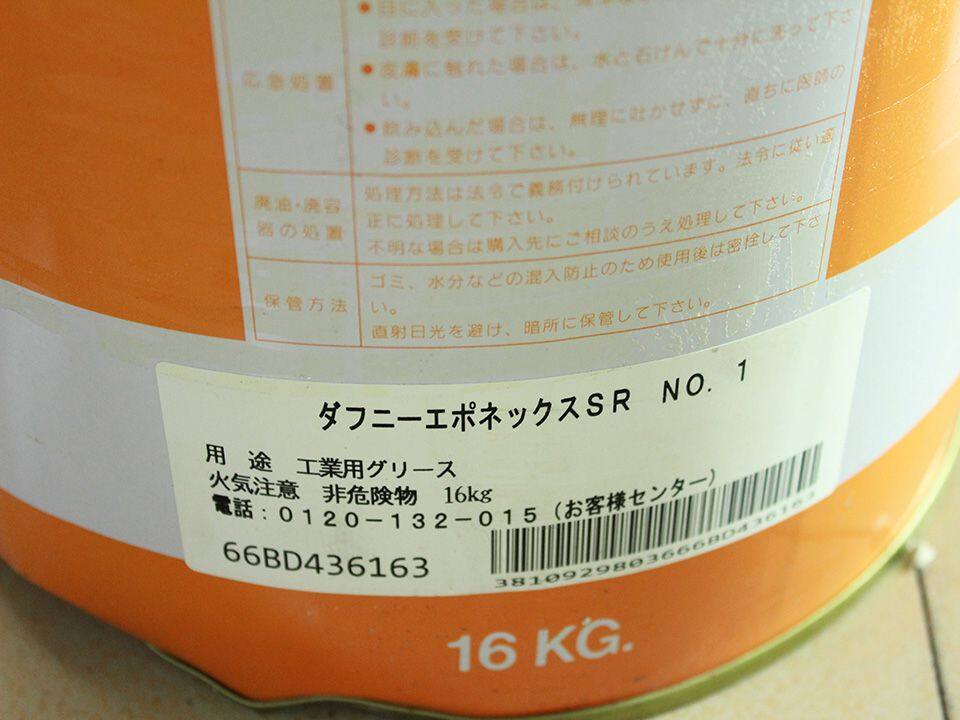 目に入った場合は、
診断を受けて下さい。
応急処置
●皮膚に触れた場合は、水と石けんで十分に洗って下さ
い。
●飲み込んだ場合は、無理に吐かせずに、直ちに医師の
診断を受けて下さい。
廃油・廃容
器の処置
処理方法は法令で義務付けられています。法令に従い適
正に処理して下さい。
不明な場合は購入先にご相談のうえ処理して下さい。
保管方法
ゴミ、水分などの混入防止のため使用後は密栓して下さ
い。
直射日光を避け、暗所に保管して下さい。
ダフニーエポネックスSR NO. 1
用 途 工業用グリース
火気注意 非危険物 16kg
電話：0120-132-015（お客様センター）
66BD436163
3810929803666BD436163
16 KG.